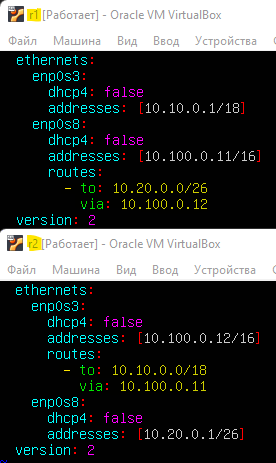 r1 [Работает] - Oracle VM VirtualBox
Файл Машина Вид Ввод Устройства Справка
ethernets:
enp0s3:
dhcp4: false
addresses: [10.10.0.1/18]
enp0s8:
dhcp4: false
addresses: [10.100.0.11/16]
routes:
- to: 10.20.0.0/26
via: 10.100.0.12
version: 2
r2 [Работает] - Oracle VM VirtualBox
Файл Машина Вид Ввод Устройства
ethernets:
enp0s3:
dhcp4: false
addresses: [10.100.0.12/16]
routes:
- to: 10.10.0.0/18
via: 10.100.0.11
enp0s8:
dhcp4: false
addresses: [10.20.0.1/26]
version: 2